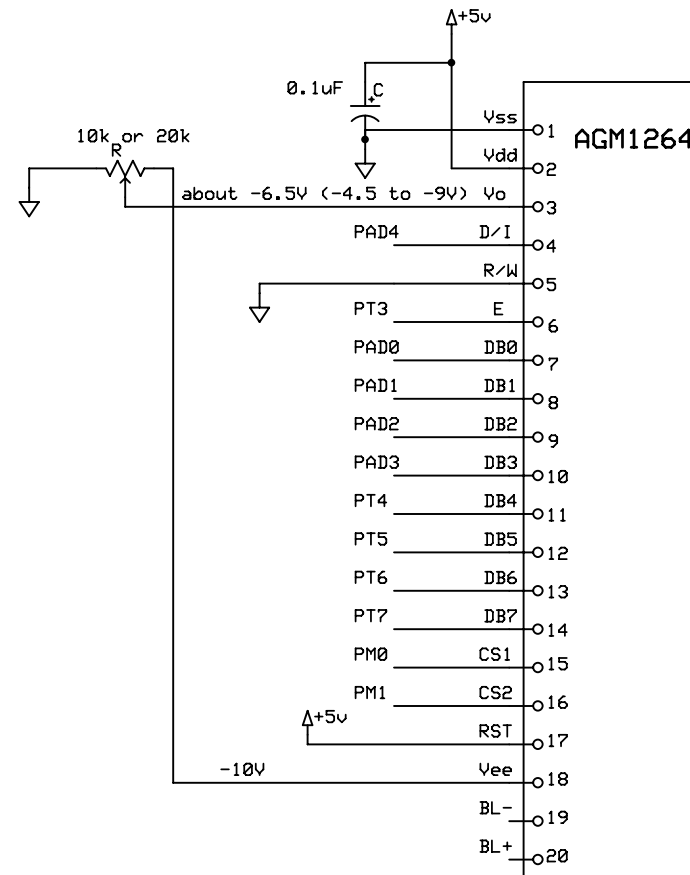 +5v
0.1uF +C
Vss 1
AGM1264
10k or 20k
R
Vdd 2
about -6.5V (-4.5 to -9V) Vo 3
PAD4 D/I 4
R/W 5
PT3 E 6
PAD0 DB0 7
PAD1 DB1 8
PAD2 DB2 9
PAD3 DB3 10
PT4 DB4 11
PT5 DB5 12
PT6 DB6 13
PT7 DB7 14
PM0 CS1 15
PM1 CS2 16
+5v
RST 17
-10V Vee 18
BL- 19
BL+ 20